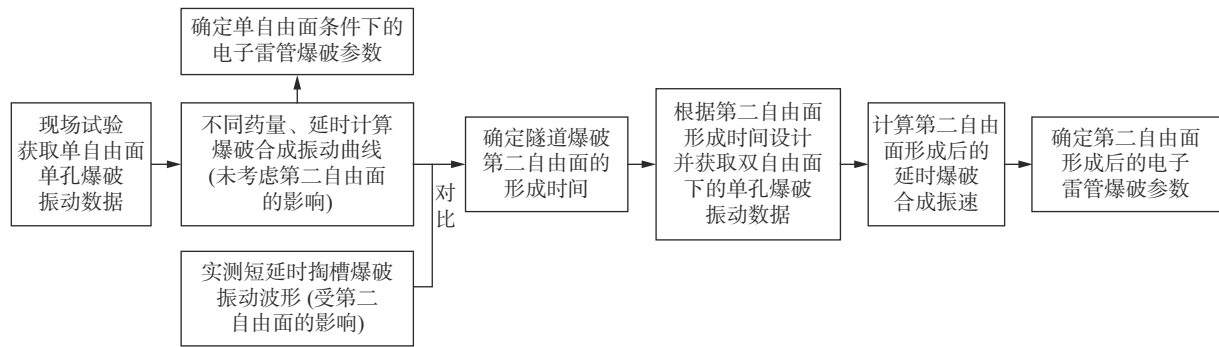 确定单自由面条件下的
电子雷管爆破参数
现场试验
获取单自由面
单孔爆破
振动数据
不同药量、延时计算
爆破合成振动曲线
(未考虑第二自由面
的影响)
实测短延时掏槽爆破
振动波形 (受第二
自由面的影响)
对
比
确定隧道爆破
第二自由面的
形成时间
根据第二自由面
形成时间设计
并获取双自由面
下的单孔爆破
振动数据
计算第二自由
面形成后的
延时爆破
合成振速
确定第二自由面
形成后的电子
雷管爆破参数